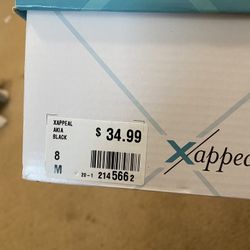 XAPPEAL
AKIA
BLACK
$ 34.99
8
M
20-1 2145662
Xappea